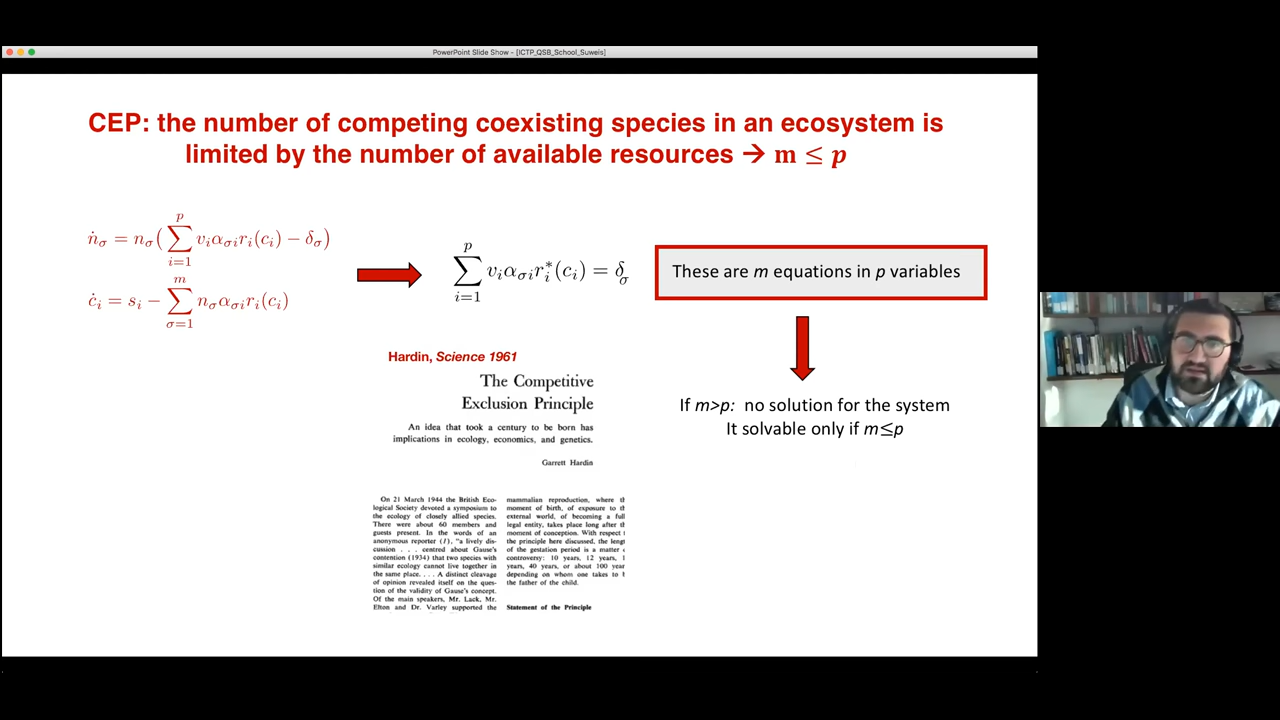 PowerPoint Slide Show - [ICTP_QSB_School_Suweis]
CEP: the number of competing coexisting species in an ecosystem is
limited by the number of available resources → m ≤ p
ṅ_σ = n_σ(∑_{i=1}^{p} v_i α_{σi} r_i(c_i) − δ_σ)
ċ_i = s_i − ∑_{σ=1}^{m} n_σ α_{σi} r_i(c_i)
∑_{i=1}^{p} v_i α_{σi} r_i^*(c_i) = δ_σ
These are m equations in p variables
If m>p: no solution for the system
It solvable only if m≤p
Hardin, Science 1961
The Competitive
Exclusion Principle
An idea that took a century to be born has
implications in ecology, economics, and genetics.
Garrett Hardin
On 21 March 1944 the British Eco-
logical Society devoted a symposium to
the ecology of closely allied species.
There were about 60 members and
guests present. In the words of an
anonymous reporter (1), "a lively dis-
cussion . . . centred about Gause's
contention (1934) that two species with
similar ecology cannot live together in
the same place. . . . A distinct cleavage
of opinion revealed itself on the ques-
tion of the validity of Gause's concept.
Of the main speakers, Mr. Lack, Mr.
Elton and Dr. Varley supported the
mammalian reproduction, where th
moment of birth, of exposure to th
external world, of becoming a full
legal entity, takes place long after th
moment of conception. With respect t
the principle here discussed, the leng
of the gestation period is a matter
controversy: 10 years, 12 years, 1
years, 40 years, or about 100 year
depending on whom one takes to b
the father of the child.
Statement of the Principle